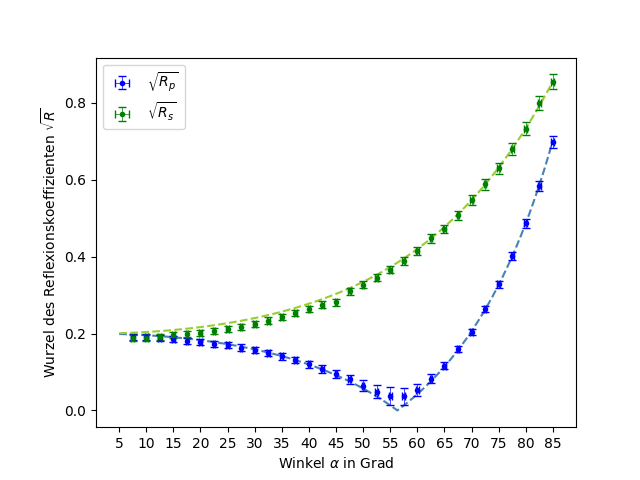 √R_p
√R_s
Wurzel des Reflexionskoeffizienten √R
0.8
0.6
0.4
0.2
0.0
5 10 15 20 25 30 35 40 45 50 55 60 65 70 75 80 85
Winkel α in Grad